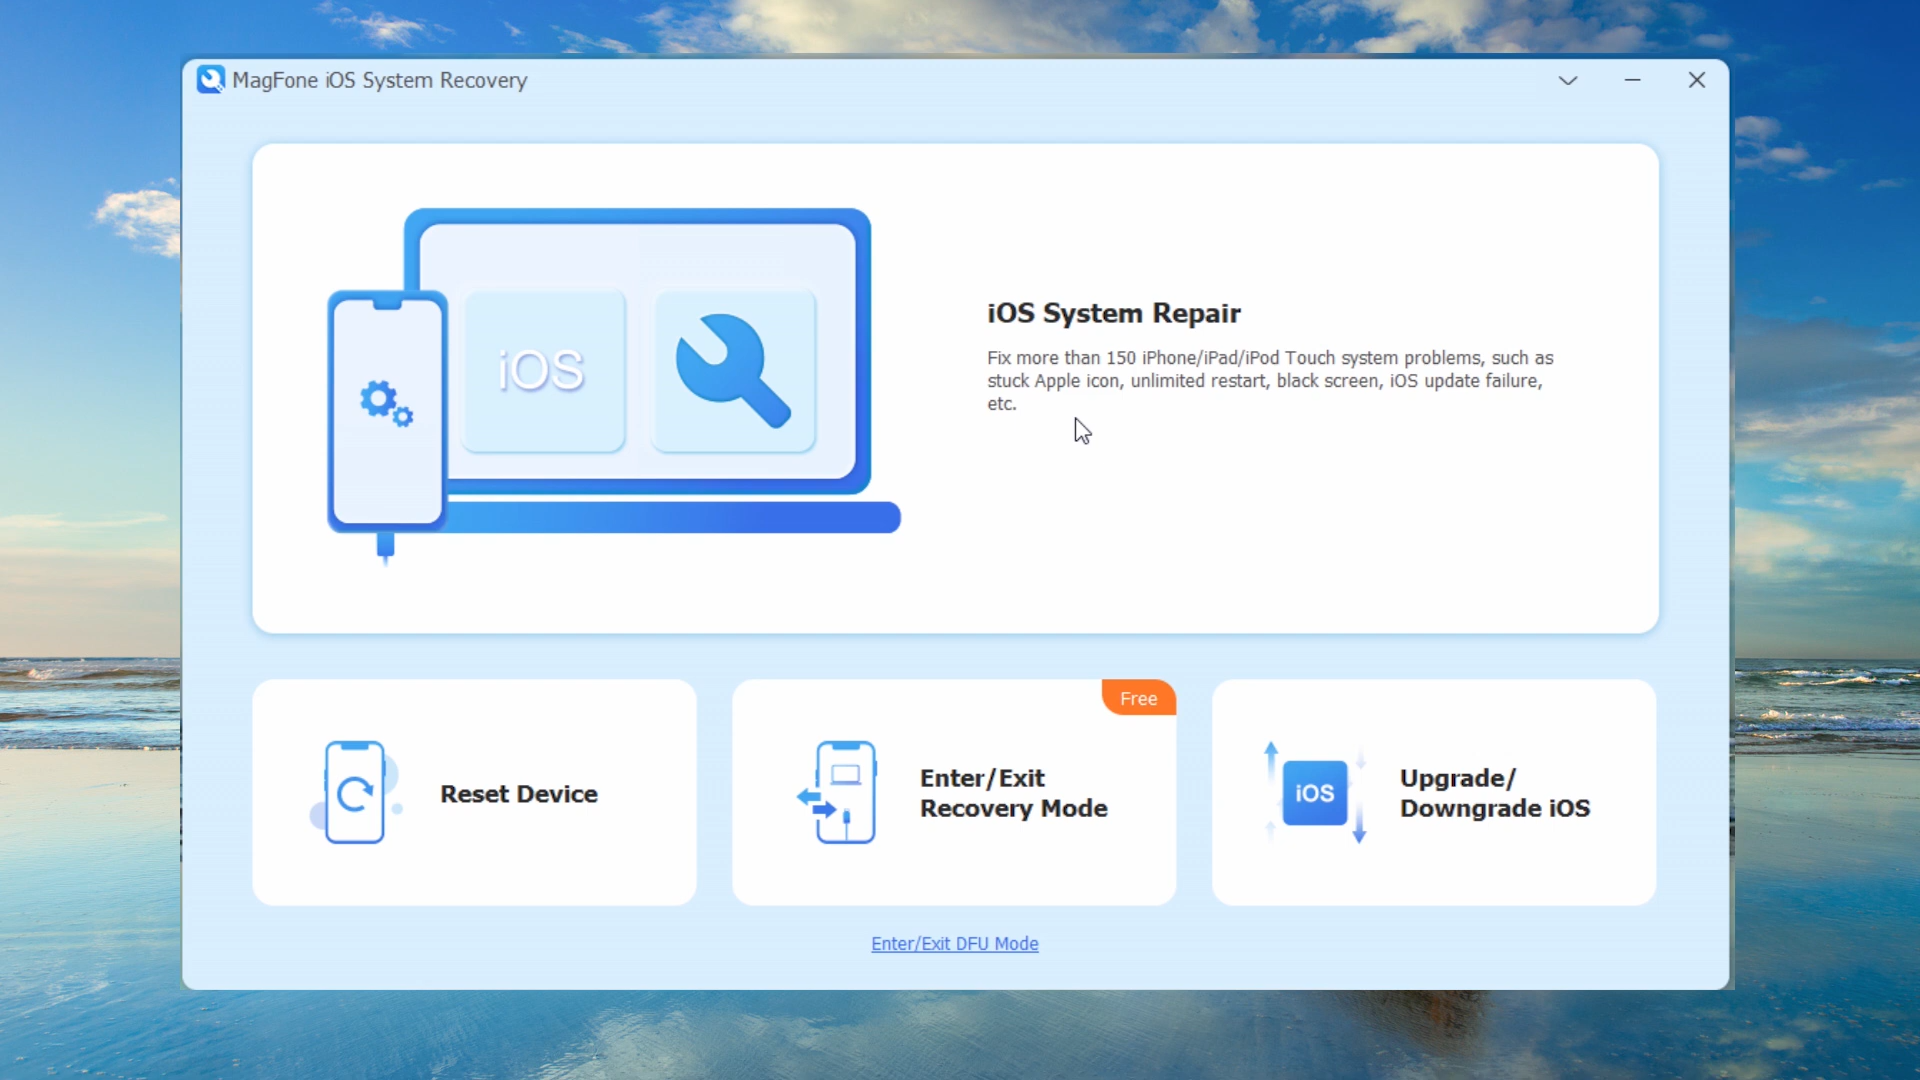 MagFone iOS System Recovery
iOS
iOS System Repair
Fix more than 150 iPhone/iPad/iPod Touch system problems, such as
stuck Apple icon, unlimited restart, black screen, iOS update failure,
etc.
Reset Device
Free
Enter/Exit
Recovery Mode
iOS
Upgrade/
Downgrade iOS
Enter/Exit DFU Mode